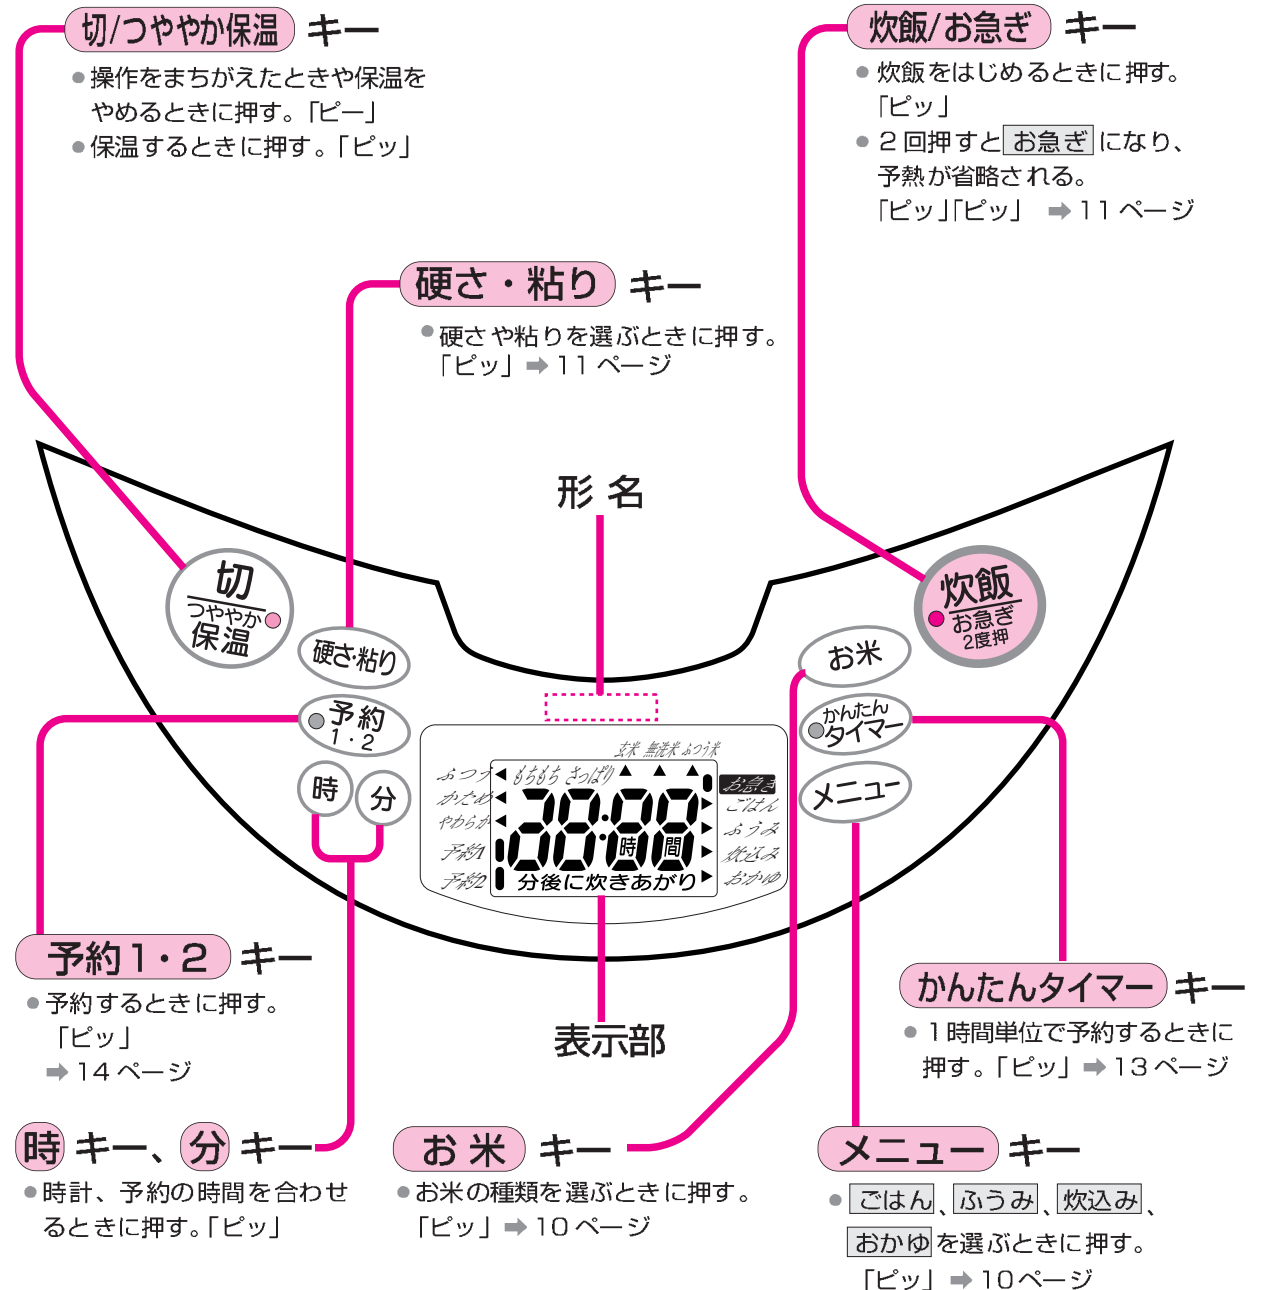 切/つややか保温 キー
●操作をまちがえたときや保温を
やめるときに押す。「ピー」
●保温するときに押す。「ピッ」
炊飯/お急ぎ キー
●炊飯をはじめるときに押す。
「ピッ」
●2回押すとお急ぎになり、
予熱が省略される。
「ピッ」「ピッ」 ➡11ページ
硬さ・粘り キー
●硬さや粘りを選ぶときに押す。
「ピッ」➡11ページ
形名
切
つややか
保温
硬さ・粘り
予約
1・2
時 分
炊飯
お急ぎ
2度押
お米
かんたん
タイマー
メニュー
玄米 無洗米 ふつう米
ふつう ◀ もちもち さっぱり ▲ ▲ ▲ お急ぎ
かため ◀ ▶ ごはん
やわらか ◀ 88:88 ▶ ふうみ
予約1 時間 ▶ 炊込み
予約2 分後に炊きあがり ▶ おかゆ
表示部
予約1・2 キー
●予約するときに押す。
「ピッ」
➡14ページ
かんたんタイマー キー
●1時間単位で予約するときに
押す。「ピッ」➡13ページ
時 キー、分 キー
●時計、予約の時間を合わせ
るときに押す。「ピッ」
お米 キー
●お米の種類を選ぶときに押す。
「ピッ」➡10ページ
メニュー キー
●ごはん、ふうみ、炊込み、
おかゆを選ぶときに押す。
「ピッ」 ➡10ページ